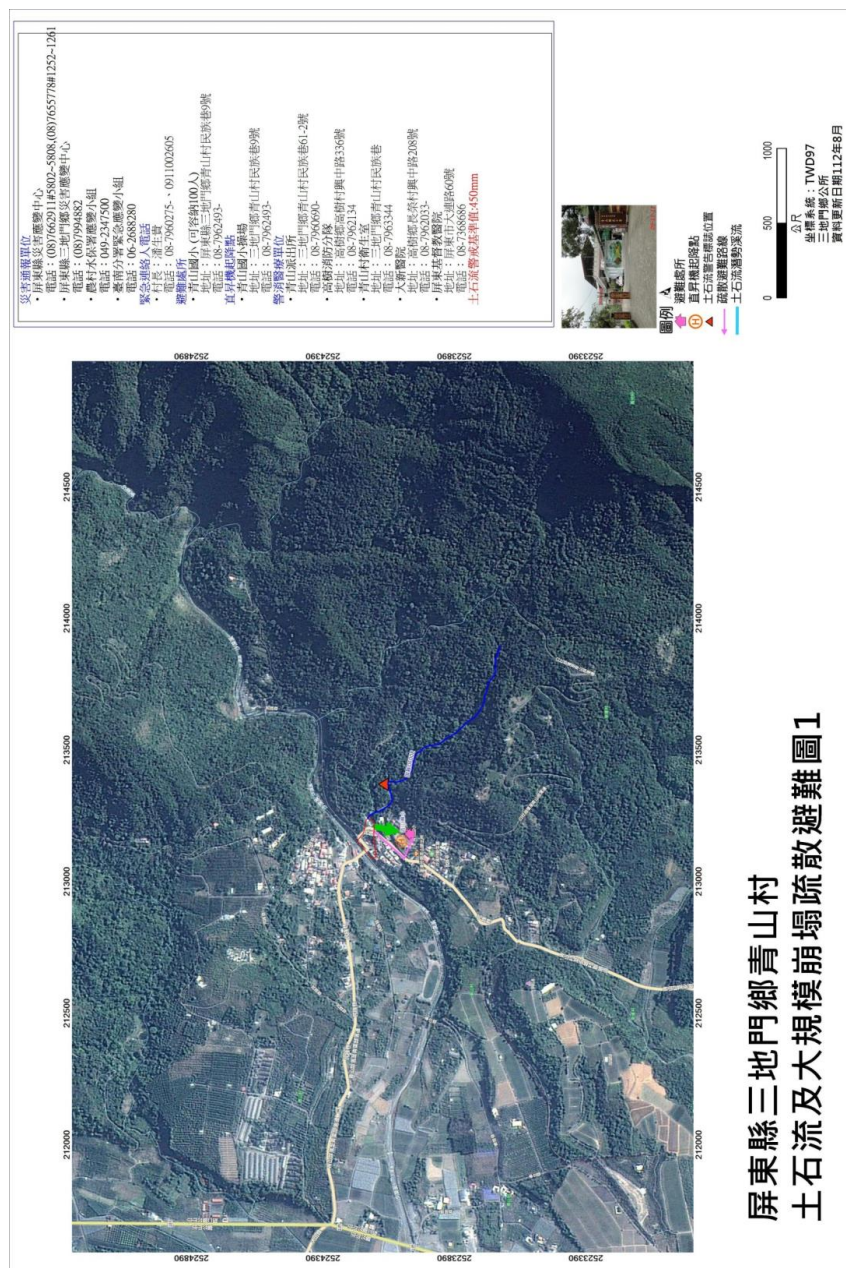 屏東縣三地門鄉青山村
土石流及大規模崩塌疏散避難圖1
災害通報單位
・屏東縣災害應變中心
電話：(08)7662911#5802~5808,(08)7655778#1252~1261
・屏東縣三地門鄉災害應變中心
電話：(08)7994882
・農村水保署應變小組
電話：049-2347500
・臺南分署緊急應變小組
電話：06-2688280
緊急連絡人電話
・村長：潘生貴
電話：08-7960275-、0911002605
避難處所
・青山國小 (可容納100人)
地址：屏東縣三地門鄉青山村民族巷9號
電話：08-7962493-
直昇機起降點
・青山國小操場
地址：三地門鄉青山村民族巷9號
電話：08-7962493-
警消醫療單位
・青山派出所
地址：三地門鄉青山村民族巷61-2號
電話：08-7960690-
・高樹消防分隊
地址：高樹鄉高樹村興中路336號
電話：08-7962134
・青山村衛生室
地址：三地門鄉青山村民族巷
電話：08-7963344
・大新醫院
地址：高樹鄉長榮村興中路208號
電話：08-7962033-
・屏東基督教醫院
地址：屏東市大連路60號
電話：08-7368686
土石流警戒基準值:450mm
圖例
避難處所
直昇機起降點
土石流警告標誌位置
疏散避難路線
土石流潛勢溪流
0 500 1000
公尺
坐標系統：TWD97
三地門鄉公所
資料更新日期112年8月
212000 212500 213000 213500 214000 214500
2524890
2524390
2523890
2523390
212000 212500 213000 213500 214000 214500
2524890
2524390
2523890
2523390
H